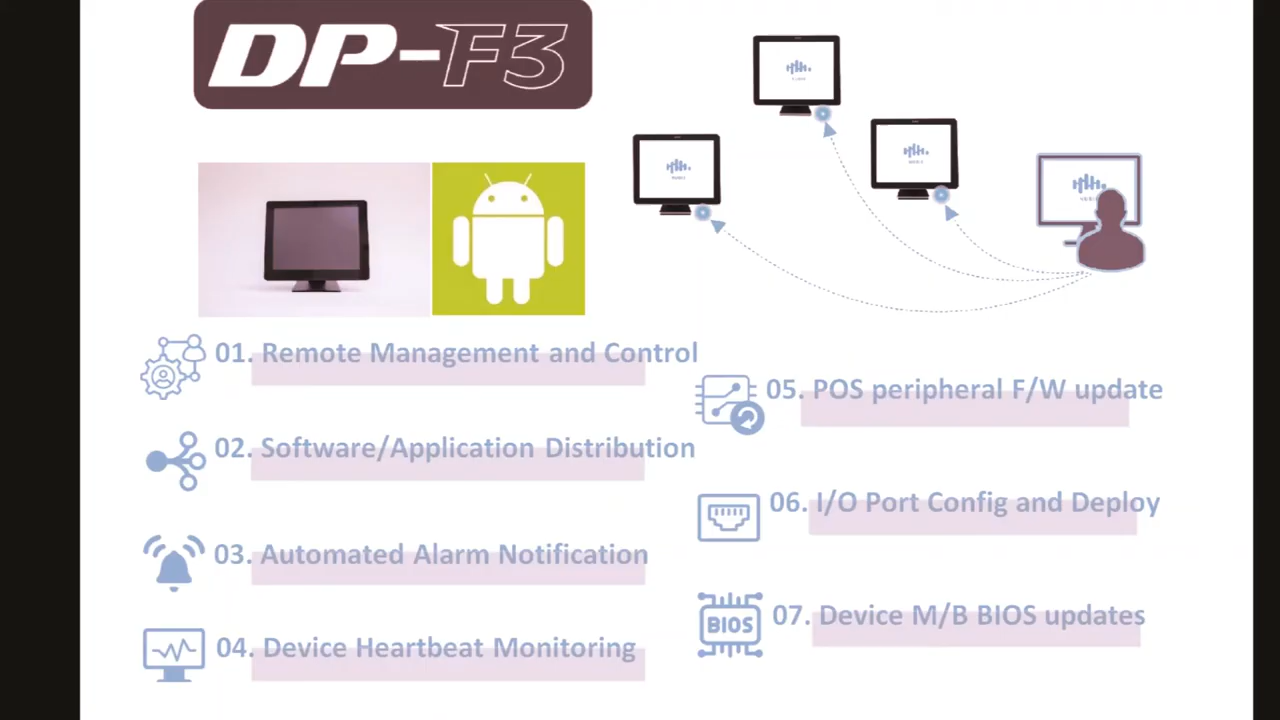 DP-F3
01. Remote Management and Control
02. Software/Application Distribution
03. Automated Alarm Notification
04. Device Heartbeat Monitoring
05. POS peripheral F/W update
06. I/O Port Config and Deploy
BIOS
07. Device M/B BIOS updates